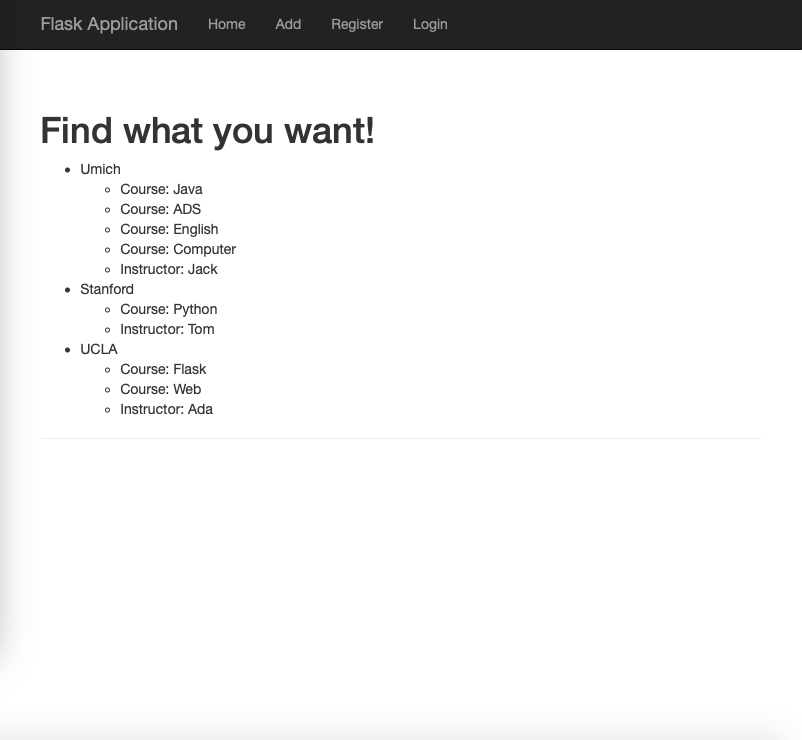 Flask Application Home Add Register Login
Find what you want!
Umich
Course: Java
Course: ADS
Course: English
Course: Computer
Instructor: Jack
Stanford
Course: Python
Instructor: Tom
UCLA
Course: Flask
Course: Web
Instructor: Ada